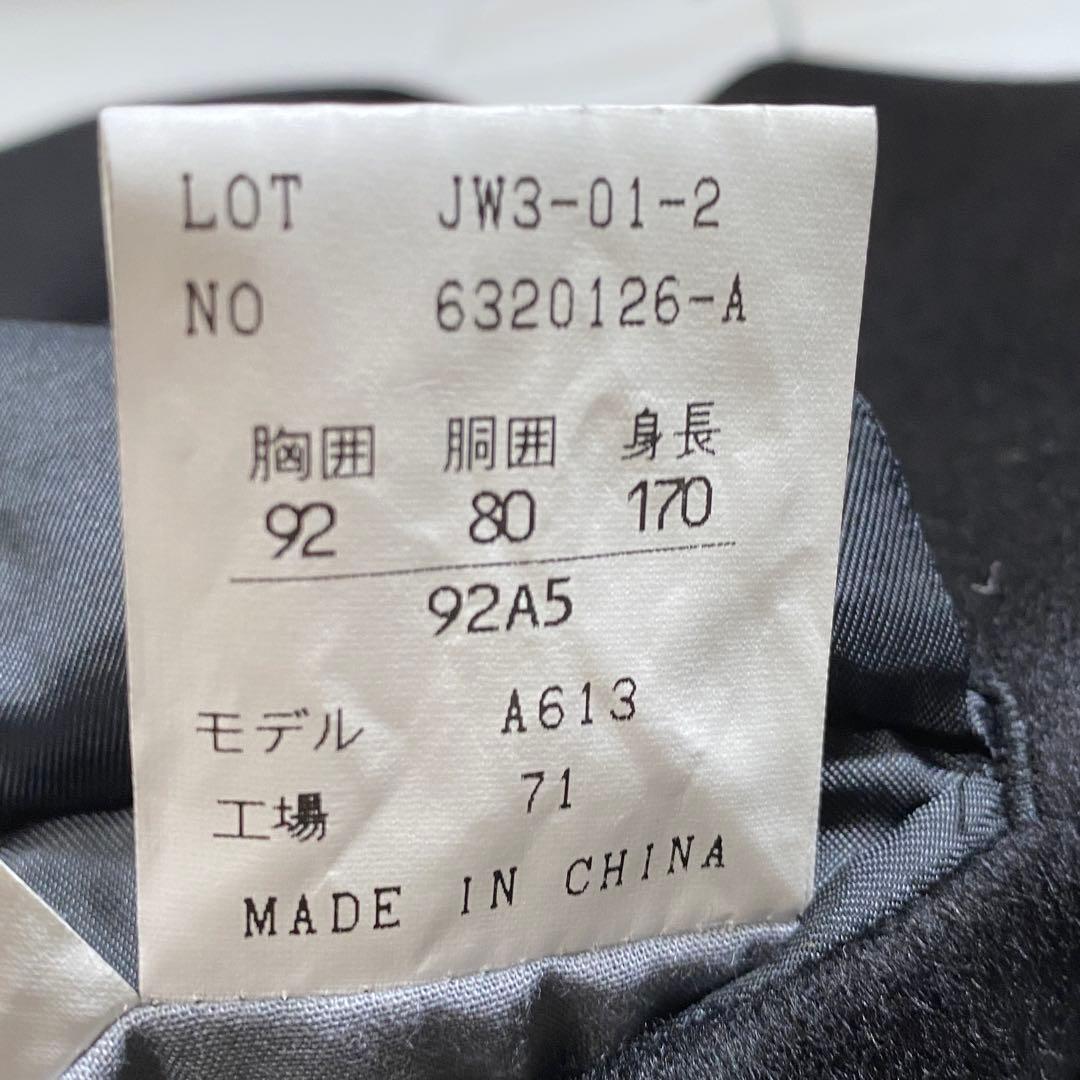 LOT JW3-01-2
NO 6320126-A
胸囲 胴囲 身長
92 80 170
92A5
モデル A613
工場 71
MADE IN CHINA